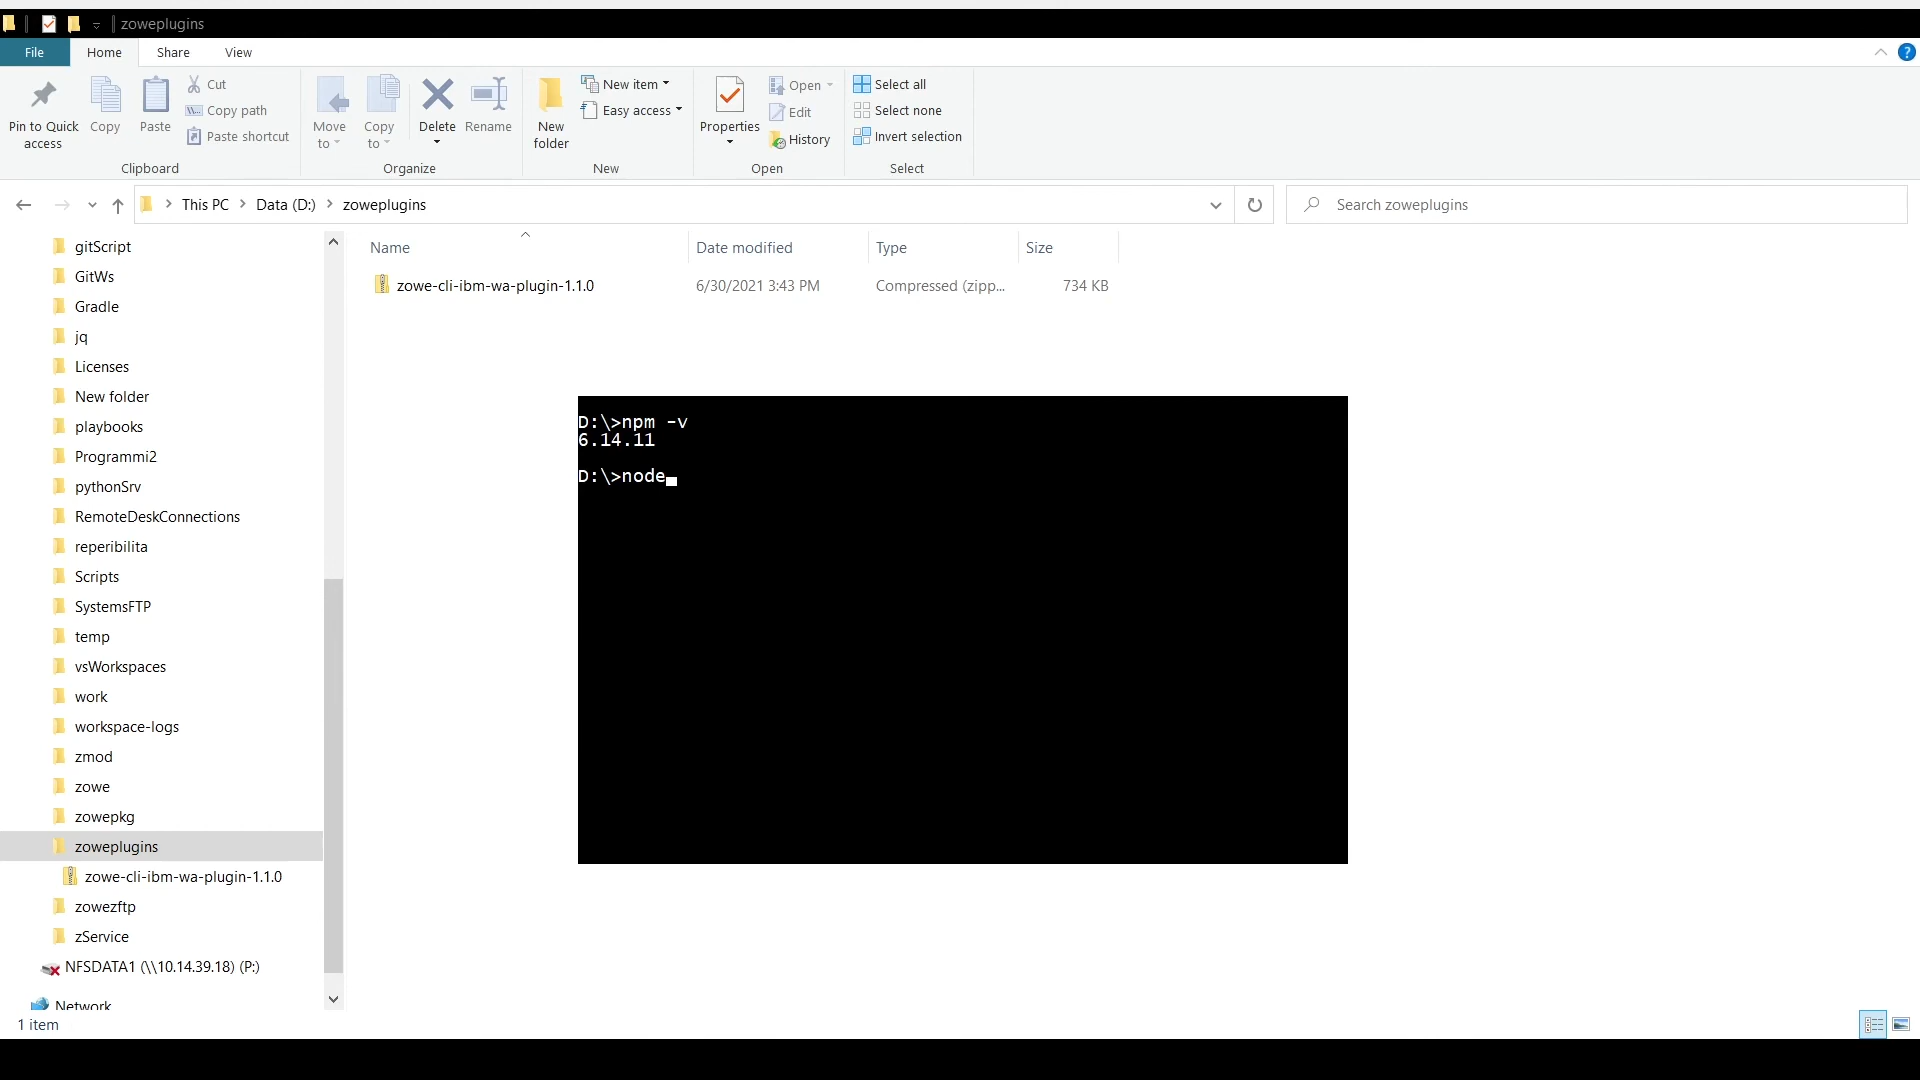 zoweplugins
File
Home
Share
View
Pin to Quick access
Copy
Paste
Cut
Copy path
Paste shortcut
Clipboard
Move to
Copy to
Delete
Rename
Organize
New folder
New item
Easy access
New
Properties
Open
Edit
History
Open
Select all
Select none
Invert selection
Select
This PC
Data (D:)
zoweplugins
Search zoweplugins
Name
Date modified
Type
Size
zowe-cli-ibm-wa-plugin-1.1.0
6/30/2021 3:43 PM
Compressed (zipp...
734 KB
gitScript
GitWs
Gradle
jq
Licenses
New folder
playbooks
Programmi2
pythonSrv
RemoteDeskConnections
reperibilita
Scripts
SystemsFTP
temp
vsWorkspaces
work
workspace-logs
zmod
zowe
zowepkg
zoweplugins
zowe-cli-ibm-wa-plugin-1.1.0
zowezftp
zService
NFSDATA1 (\\10.14.39.18) (P:)
Network
D:\>npm -v
6.14.11
D:\>node
1 item